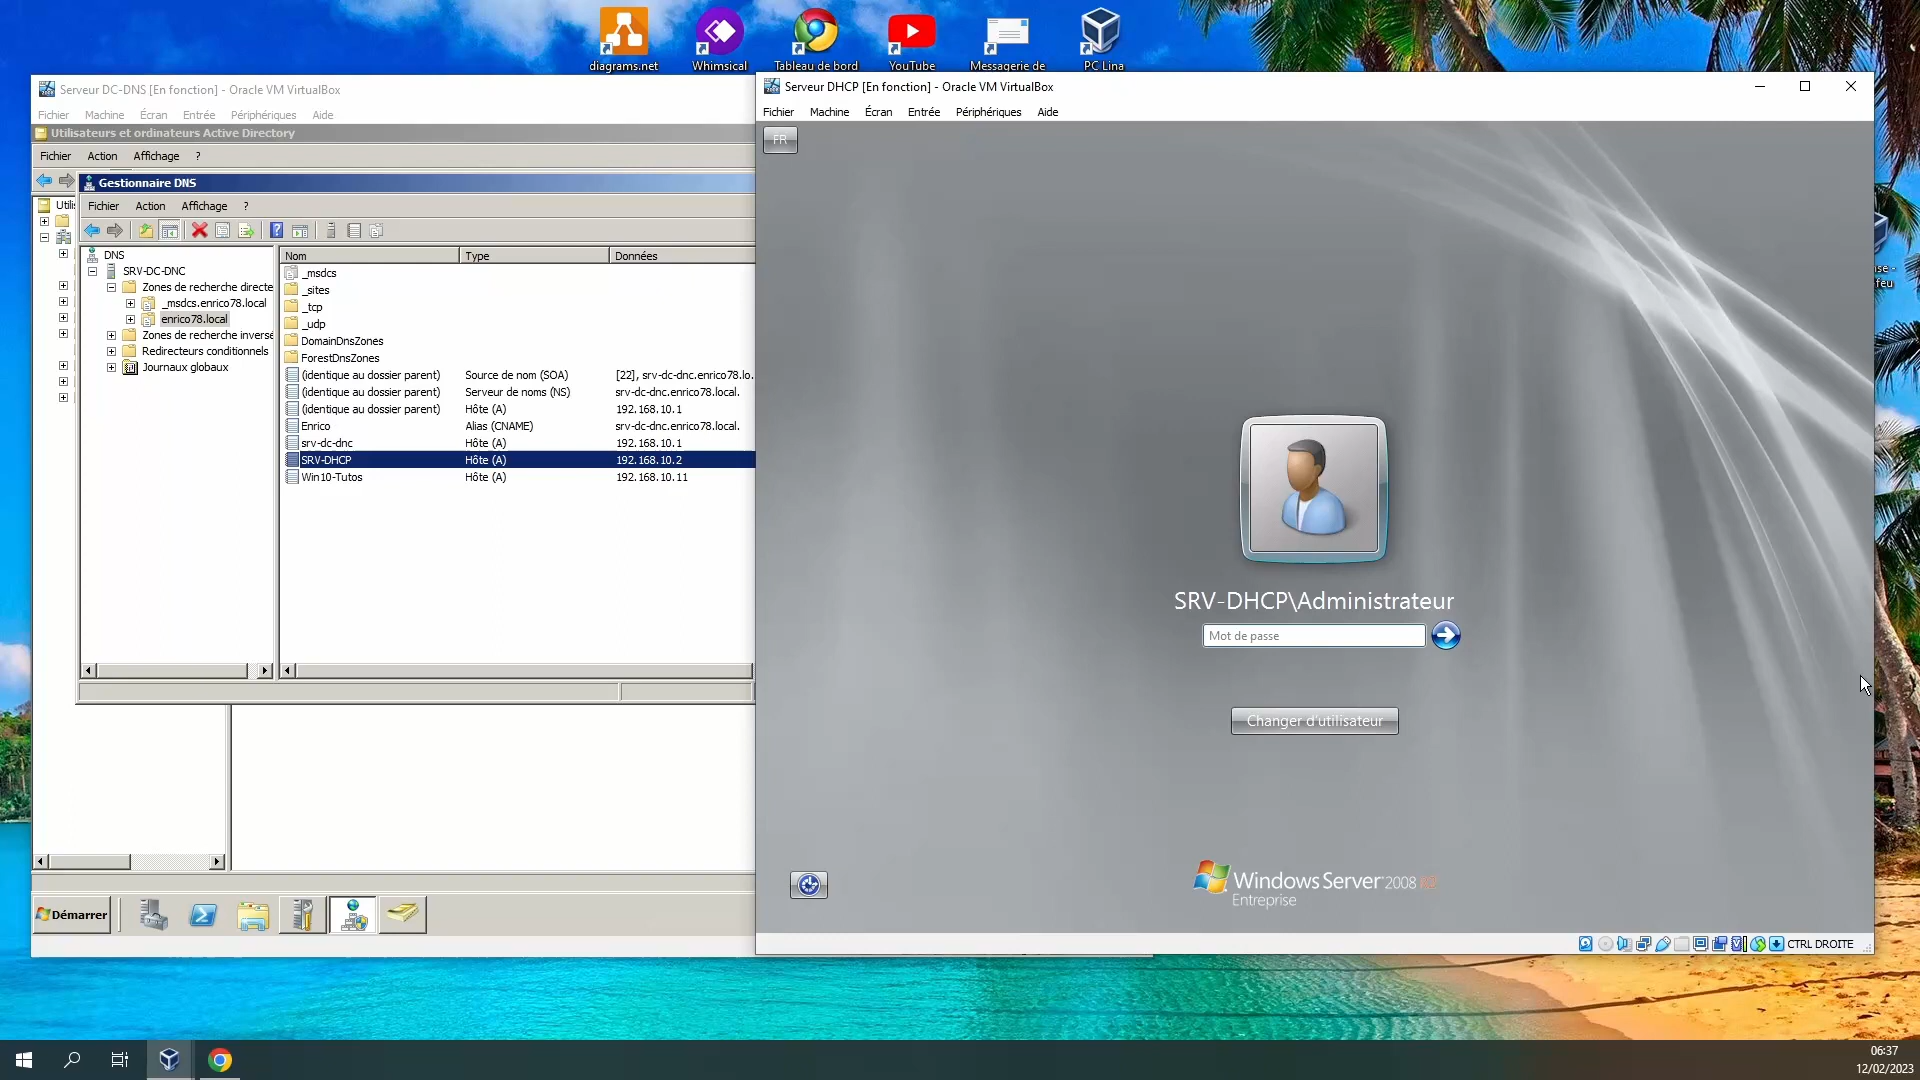 diagrams.net
Whimsical
Tableau de bord
YouTube
Messagerie de
PC Lina
Serveur DC-DNS [En fonction] - Oracle VM VirtualBox
Fichier Machine Écran Entrée Périphériques Aide
Utilisateurs et ordinateurs Active Directory
Fichier Action Affichage ?
Utilis
Gestionnaire DNS
Fichier Action Affichage ?
DNS
SRV-DC-DNC
Zones de recherche directe
_msdcs.enrico78.local
enrico78.local
Zones de recherche inversé
Redirecteurs conditionnels
Journaux globaux
Nom Type Données
_msdcs
_sites
_tcp
_udp
DomainDnsZones
ForestDnsZones
(identique au dossier parent) Source de nom (SOA) [22], srv-dc-dnc.enrico78.lo.
(identique au dossier parent) Serveur de noms (NS) srv-dc-dnc.enrico78.local.
(identique au dossier parent) Hôte (A) 192.168.10.1
Enrico Alias (CNAME) srv-dc-dnc.enrico78.local.
srv-dc-dnc Hôte (A) 192.168.10.1
SRV-DHCP Hôte (A) 192.168.10.2
Win10-Tutos Hôte (A) 192.168.10.11
Démarrer
Serveur DHCP [En fonction] - Oracle VM VirtualBox
Fichier Machine Écran Entrée Périphériques Aide
FR
SRV-DHCP\Administrateur
Mot de passe
Changer d'utilisateur
Windows Server 2008 R2
Entreprise
CTRL DROITE
se -
feu
06:37
12/02/2023